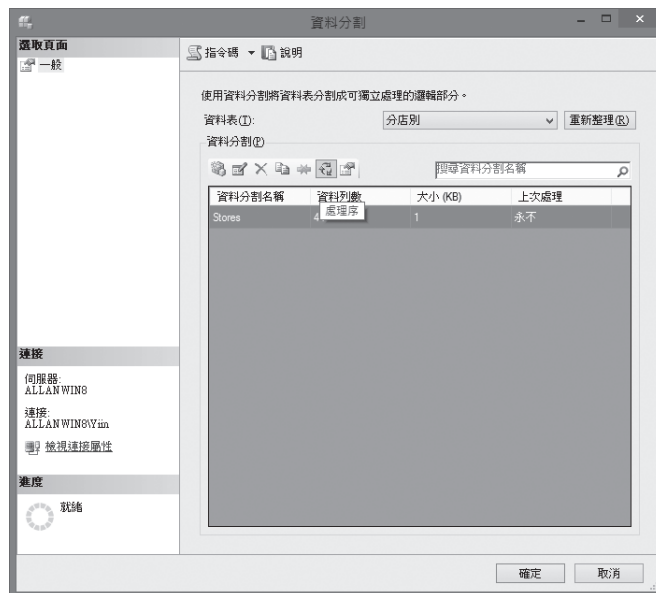 資料分割
選取頁面
一般
指令碼 說明
使用資料分割將資料表分割成可獨立處理的邏輯部分。
資料表(T): 分店別 重新整理(R)
資料分割(P)
搜尋資料分割名稱
資料分割名稱 資料列數 大小 (KB) 上次處理
處理序
Stores 4 1 永不
連接
伺服器:
ALLANWIN8
連接:
ALLANWIN8\Yiin
檢視連接屬性
進度
就緒
確定 取消